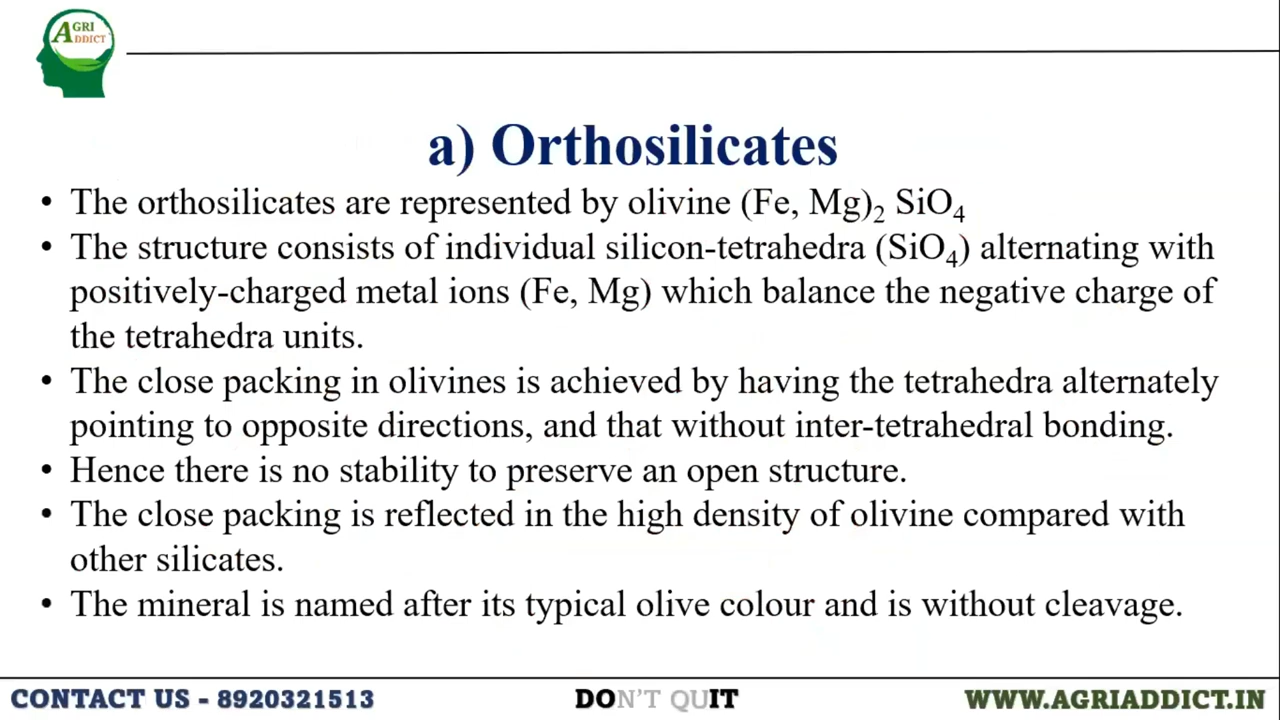 AGRI
ADDICT
a) Orthosilicates
• The orthosilicates are represented by olivine (Fe, Mg)₂ SiO₄
• The structure consists of individual silicon-tetrahedra (SiO₄) alternating with
positively-charged metal ions (Fe, Mg) which balance the negative charge of
the tetrahedra units.
• The close packing in olivines is achieved by having the tetrahedra alternately
pointing to opposite directions, and that without inter-tetrahedral bonding.
• Hence there is no stability to preserve an open structure.
• The close packing is reflected in the high density of olivine compared with
other silicates.
• The mineral is named after its typical olive colour and is without cleavage.
CONTACT US - 8920321513 DON'T QUIT WWW.AGRIADDICT.IN